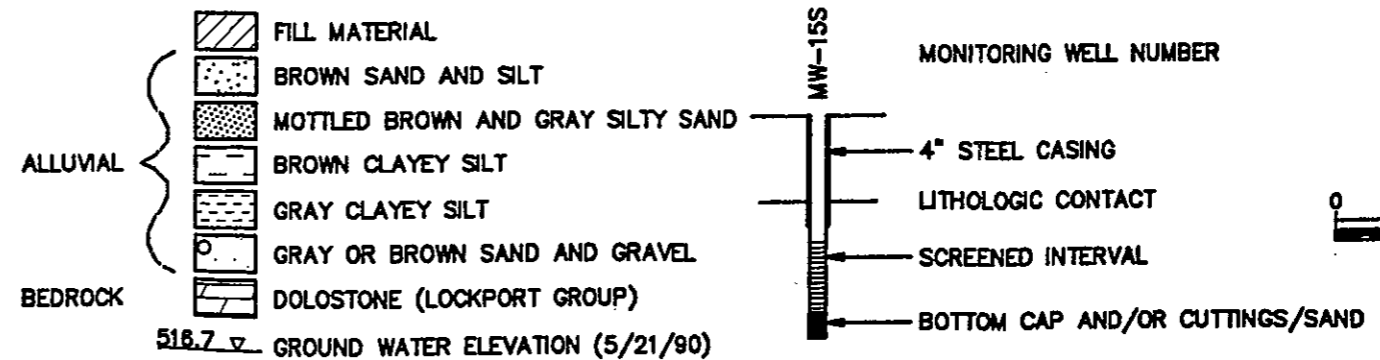 FILL MATERIAL
BROWN SAND AND SILT
MOTTLED BROWN AND GRAY SILTY SAND
ALLUVIAL
BROWN CLAYEY SILT
GRAY CLAYEY SILT
GRAY OR BROWN SAND AND GRAVEL
BEDROCK
DOLOSTONE (LOCKPORT GROUP)
516.7 GROUND WATER ELEVATION (5/21/90)
MW-15S
MONITORING WELL NUMBER
4" STEEL CASING
LITHOLOGIC CONTACT
SCREENED INTERVAL
BOTTOM CAP AND/OR CUTTINGS/SAND
0